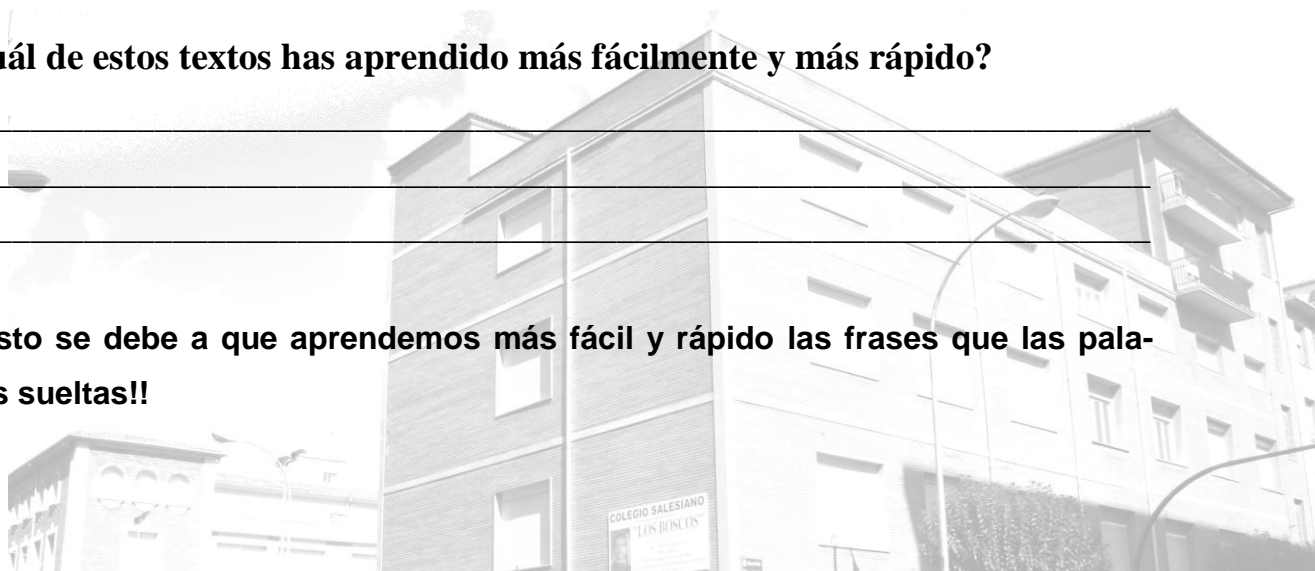 uál de estos textos has aprendido más fácilmente y más rápido?
sto se debe a que aprendemos más fácil y rápido las frases que las pala-
s sueltas!!
COLEGIO SALESIANO
"LOS BOSCOS"